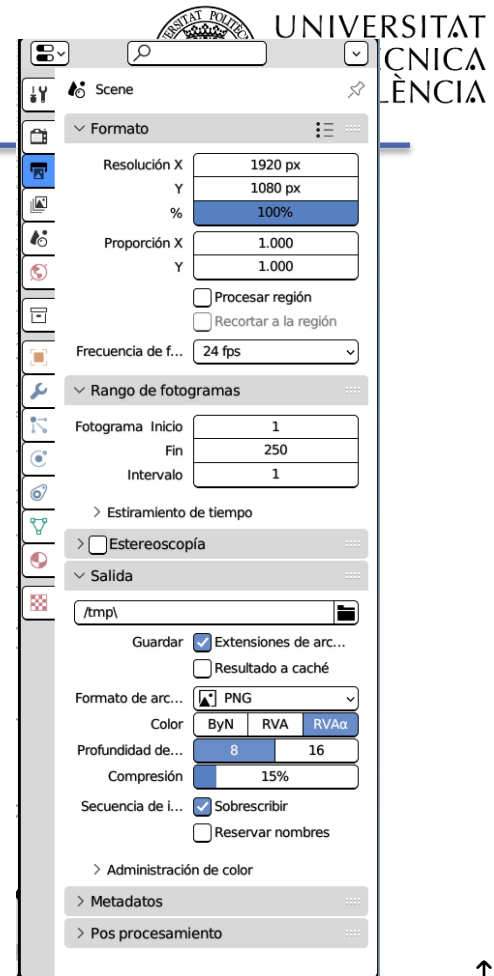 UNIVERSITAT
CNICA
LÈNCIA
Scene
Formato
Resolución X 1920 px
Y 1080 px
% 100%
Proporción X 1.000
Y 1.000
Procesar región
Recortar a la región
Frecuencia de f... 24 fps
Rango de fotogramas
Fotograma Inicio 1
Fin 250
Intervalo 1
Estiramiento de tiempo
Estereoscopía
Salida
/tmp\
Guardar Extensiones de arc...
Resultado a caché
Formato de arc... PNG
Color ByN RVA RVAα
Profundidad de... 8 16
Compresión 15%
Secuencia de i... Sobrescribir
Reservar nombres
Administración de color
Metadatos
Pos procesamiento